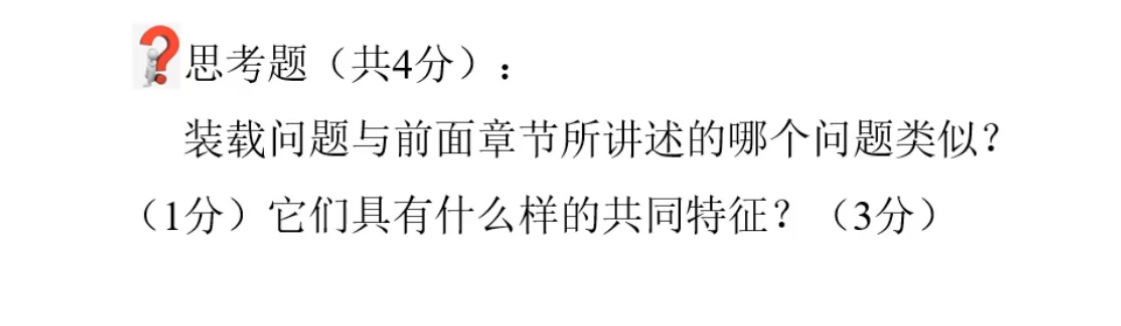 思考题（共4分）：
装载问题与前面章节所讲述的哪个问题类似？
（1分）它们具有什么样的共同特征？（3分）